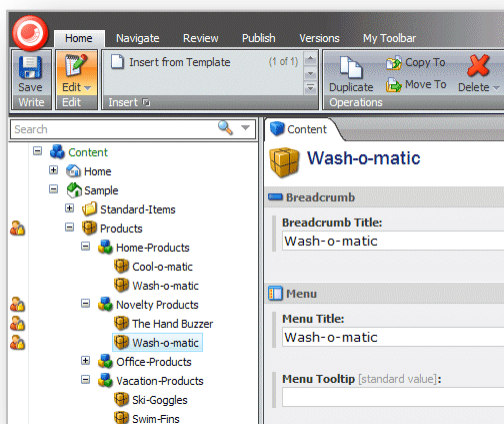 Home Navigate Review Publish Versions My Toolbar
Insert from Template (1 of 1)
Copy To
Move To
Save Edit Duplicate Delete
Write Edit Insert Operations
Search
Content
Home
Sample
Standard-Items
Products
Home-Products
Cool-o-matic
Wash-o-matic
Novelty Products
The Hand Buzzer
Wash-o-matic
Office-Products
Vacation-Products
Ski-Goggles
Swim-Fins
Content
Wash-o-matic
Breadcrumb
Breadcrumb Title:
Wash-o-matic
Menu
Menu Title:
Wash-o-matic
Menu Tooltip [standard value]: